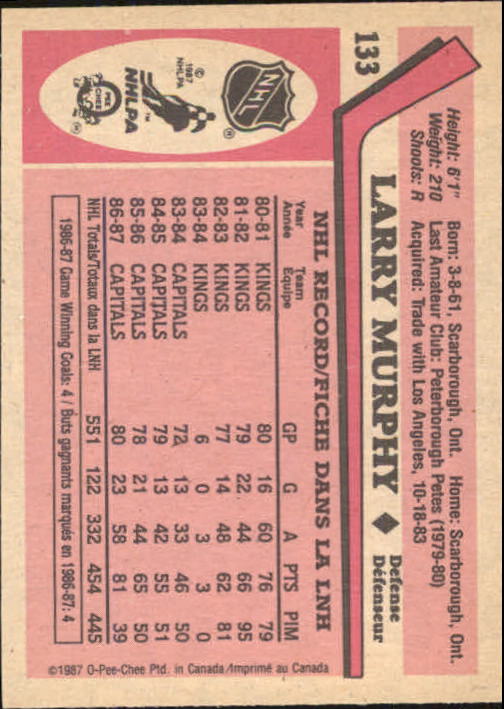 133
Height: 6'1" Born: 3-8-61, Scarborough, Ont. Home: Scarborough, Ont.
Weight: 210 Last Amateur Club: Peterborough Petes (1979-80)
Shoots: R Acquired: Trade with Los Angeles, 10-18-83
LARRY MURPHY ◆ Defense
Défenseur
NHL
®
© 1987 NHLPA
NHLPA
™
O PEE CHEE
®
NHL RECORD/FICHE DANS LA LNH
Year Team
Année Équipe GP G A PTS PIM
80-81 KINGS 80 16 60 76 79
81-82 KINGS 79 22 44 66 95
82-83 KINGS 77 14 48 62 81
83-84 KINGS 6 0 3 3 0
83-84 CAPITALS 72 13 33 46 50
84-85 CAPITALS 79 13 42 55 51
85-86 CAPITALS 78 21 44 65 50
86-87 CAPITALS 80 23 58 81 39
NHL Totals/Totaux dans la LNH 551 122 332 454 445
1986-87 Game Winning Goals: 4 / Buts gagnants marqués en 1986-87: 4
©1987 O-Pee-Chee Ptd. in Canada/Imprimé au Canada